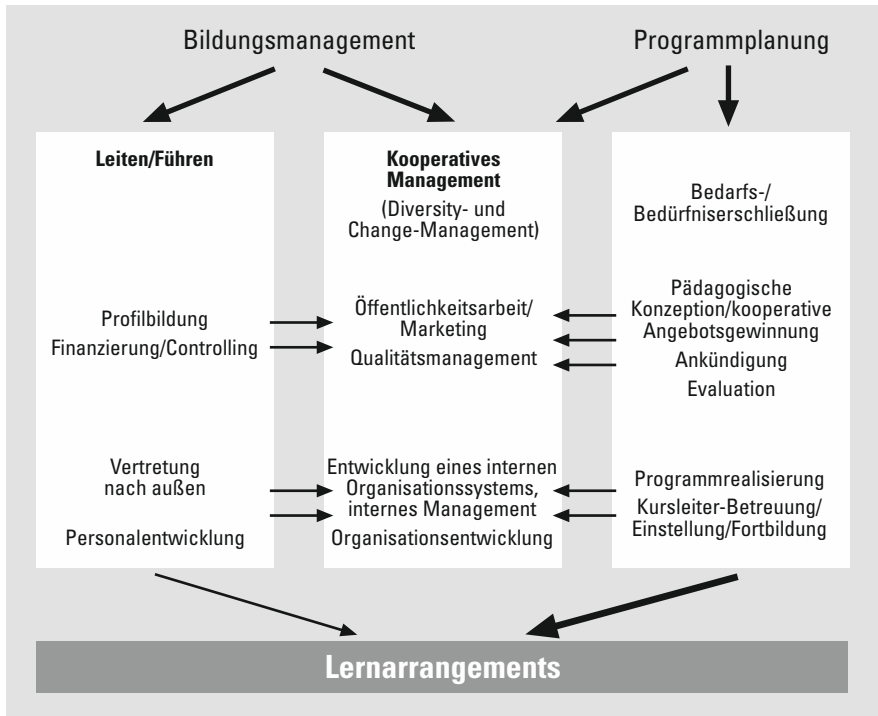 Bildungsmanagement
Programmplanung
Leiten/Führen
Profilbildung
Finanzierung/Controlling
Vertretung
nach außen
Personalentwicklung
Kooperatives
Management
(Diversity- und
Change-Management)
Öffentlichkeitsarbeit/
Marketing
Qualitätsmanagement
Entwicklung eines internen
Organisationssystems,
internes Management
Organisationsentwicklung
Bedarfs-/
Bedürfniserschließung
Pädagogische
Konzeption/kooperative
Angebotsgewinnung
Ankündigung
Evaluation
Programmrealisierung
Kursleiter-Betreuung/
Einstellung/Fortbildung
Lernarrangements